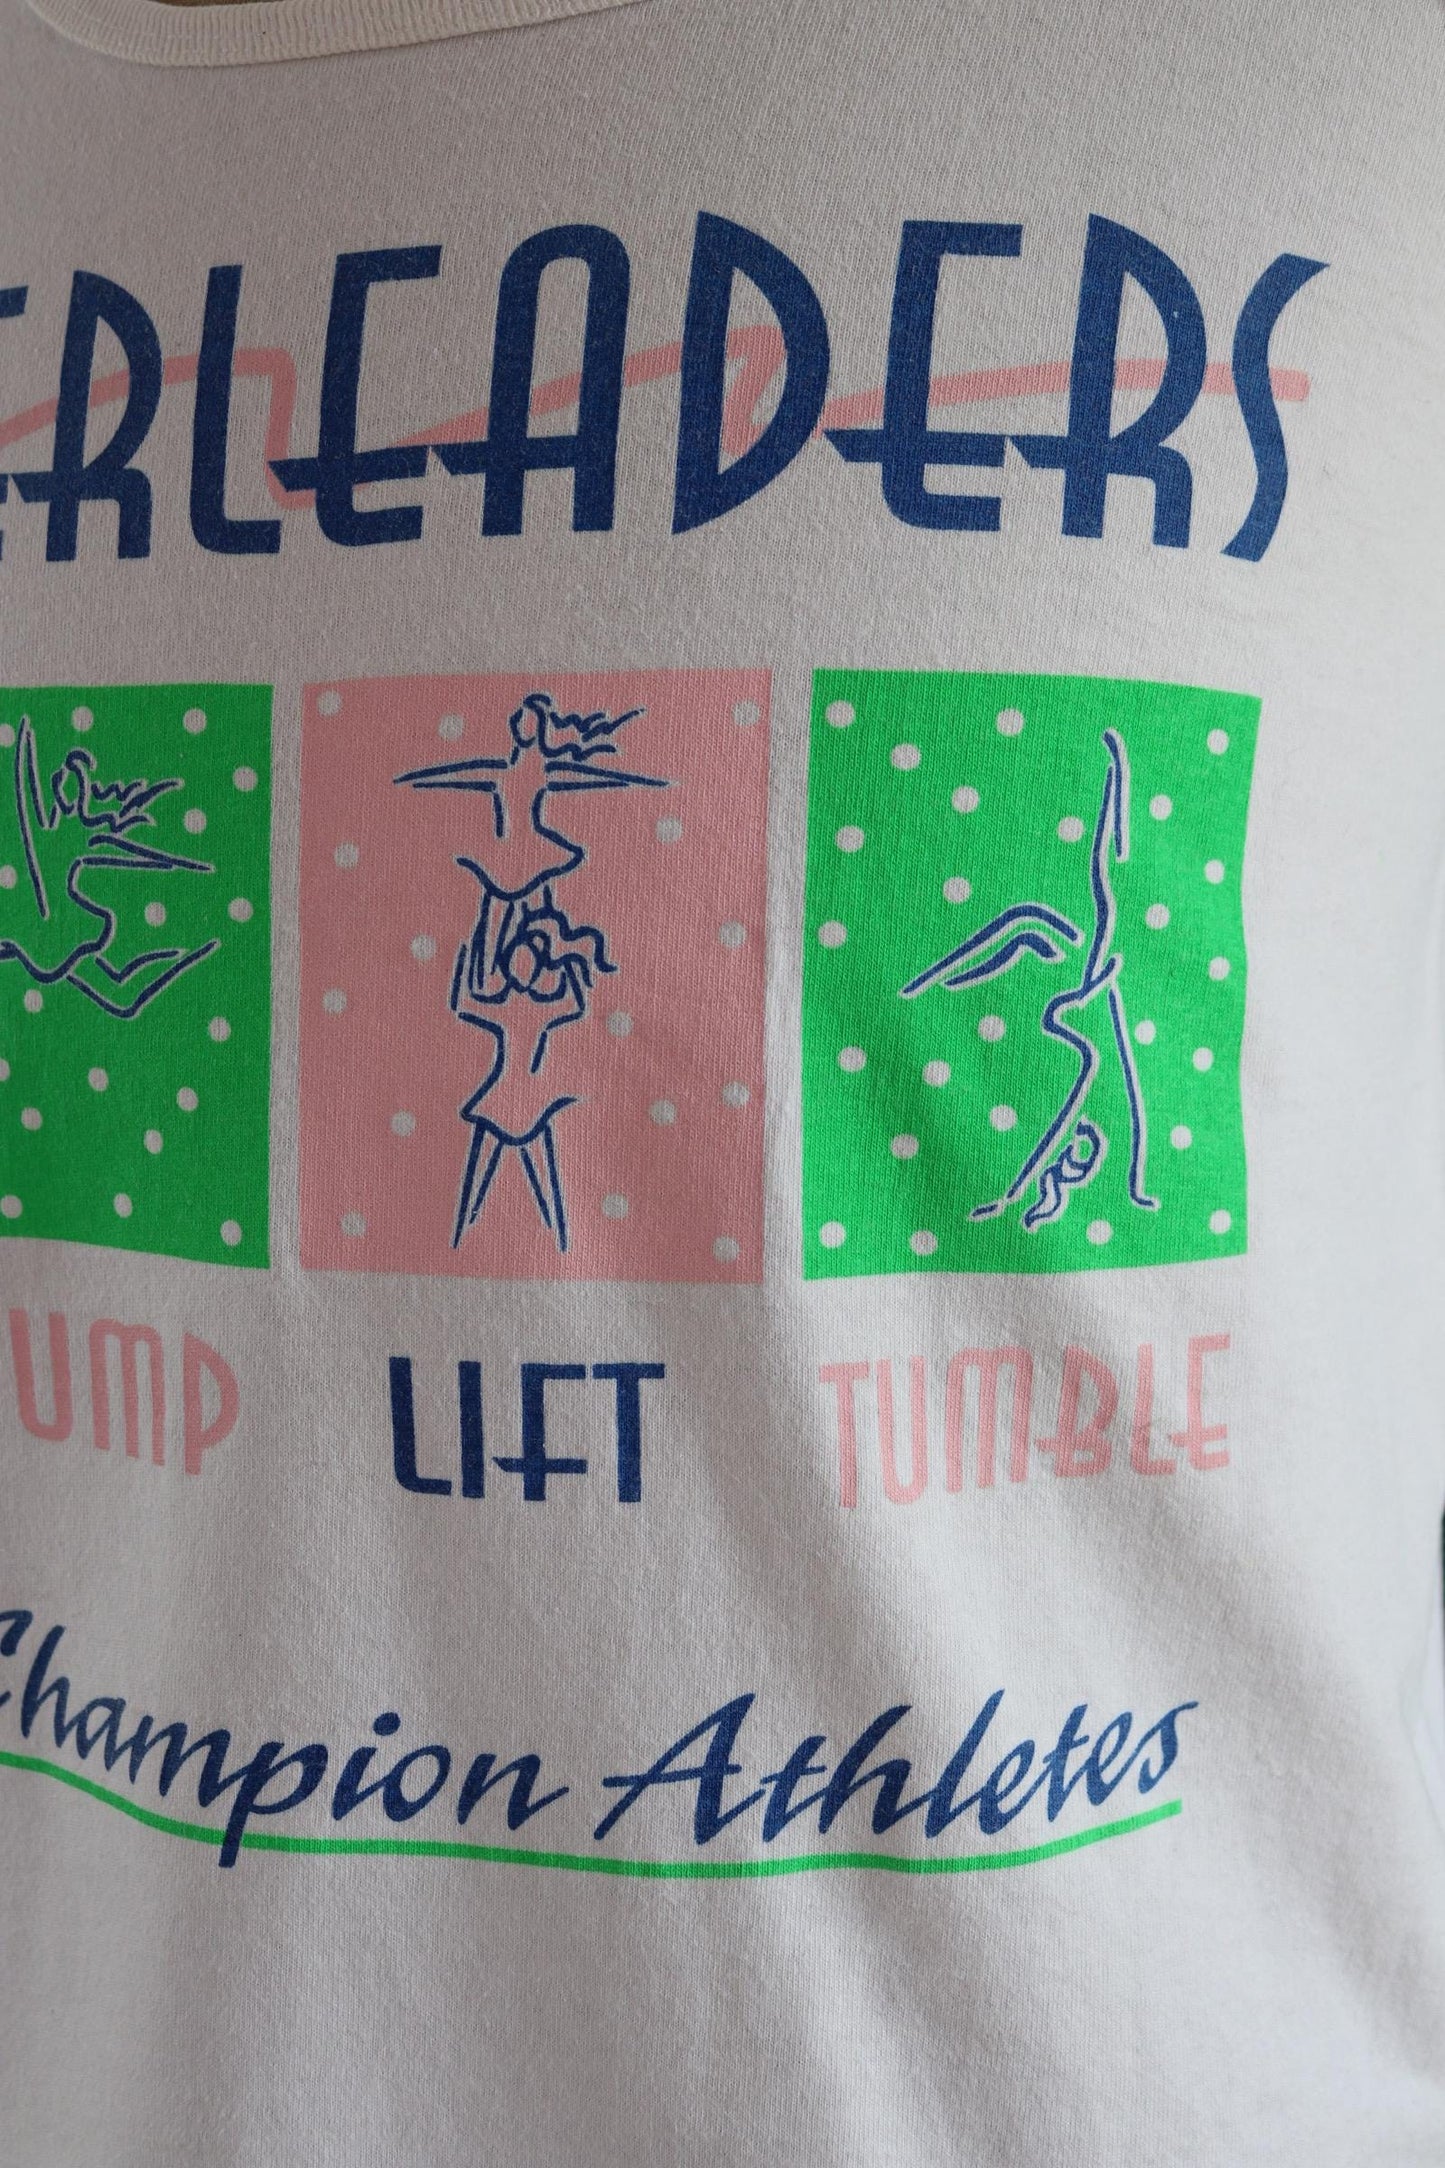 ERLEADERS
UMP LIFT TUMBLE
Champion Athletes